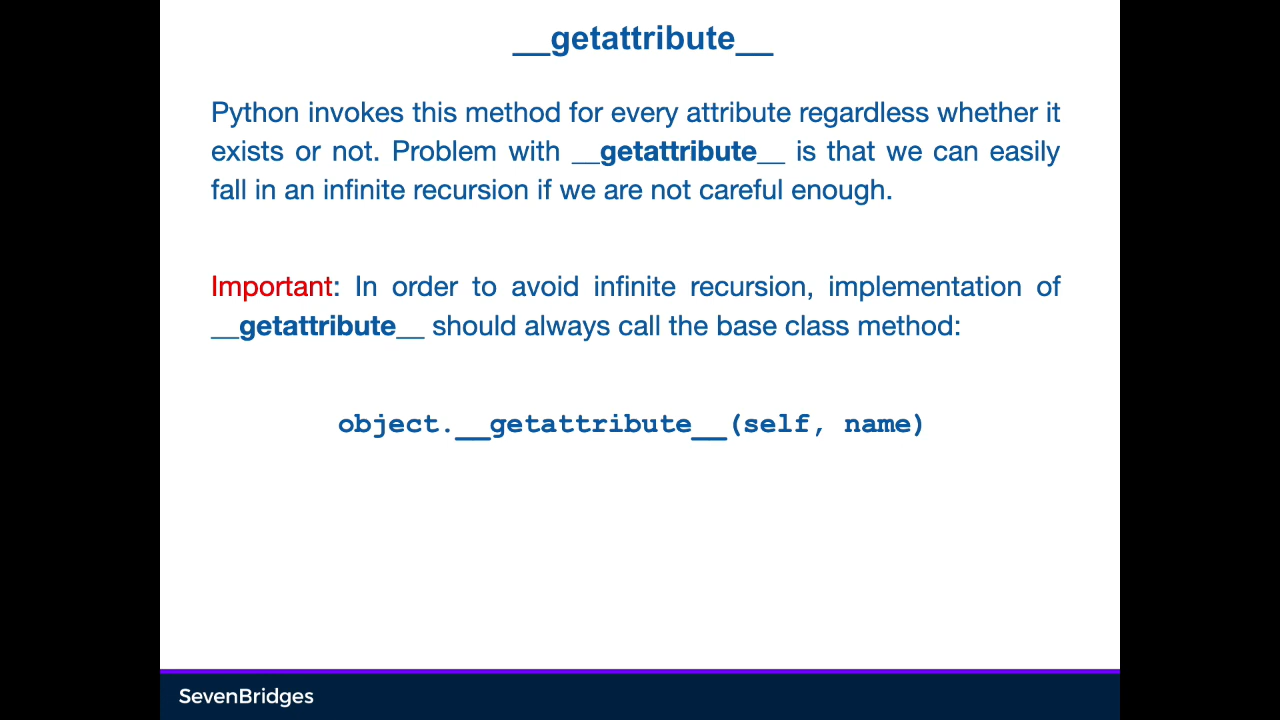 __getattribute__
Python invokes this method for every attribute regardless whether it
exists or not. Problem with __getattribute__ is that we can easily
fall in an infinite recursion if we are not careful enough.
Important: In order to avoid infinite recursion, implementation of
__getattribute__ should always call the base class method:
object.__getattribute__(self, name)
SevenBridges